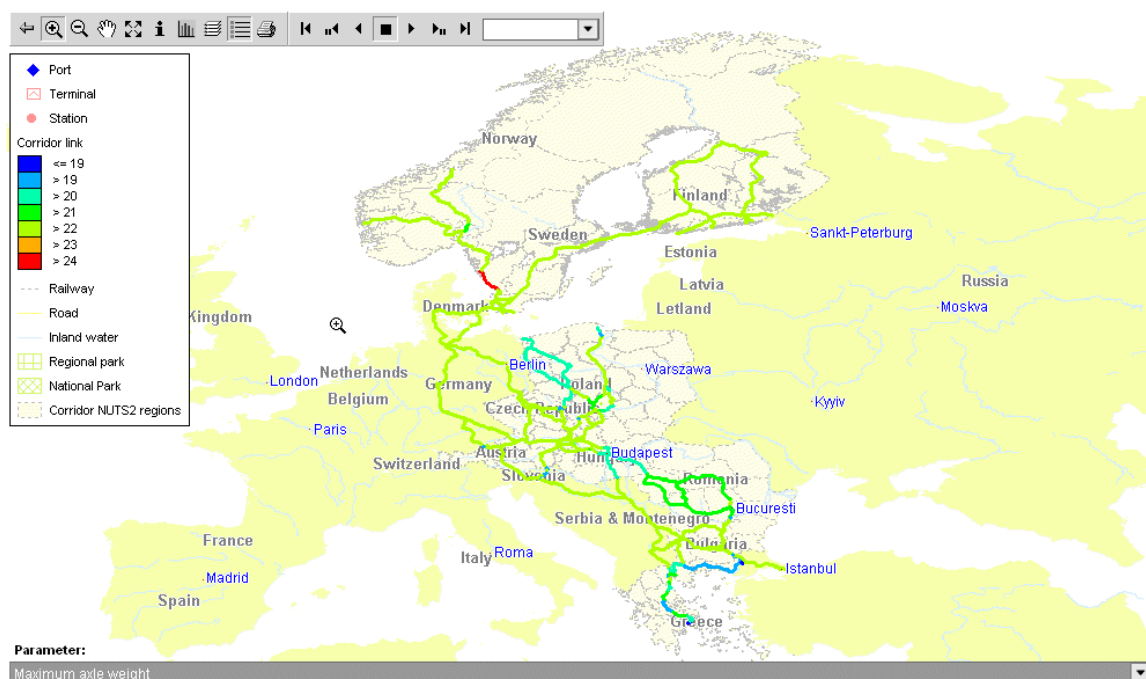 Port
Terminal
Station
Corridor link
<= 19
> 19
> 20
> 21
> 22
> 23
> 24
Railway
Road
Inland water
Regional park
National Park
Corridor NUTS2 regions
Norway
Finland
Sweden
Sankt-Peterburg
Estonia
Russia
Latvia
Denmark
Letland
Moskva
Kingdom
Berlin
Netherlands
Warszawa
London
Germany
Poland
Belgium
Kyyiv
Czech Republic
Paris
Austria
Budapest
Switzerland
Hung
Slovenia
Romania
Bucuresti
Serbia & Montenegro
France
Bulgaria
Italy
Roma
Istanbul
Madrid
Spain
Greece
Parameter:
Maximum axle weight